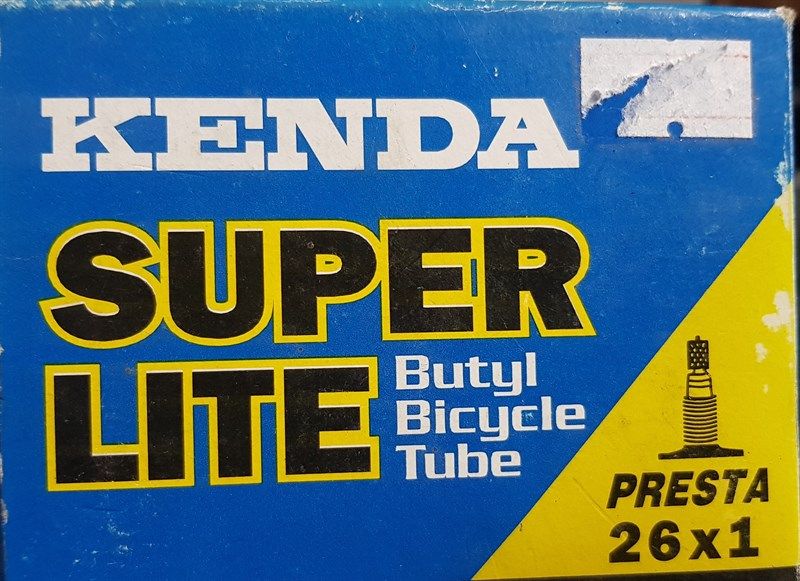 KENDA
SUPER
LITE
Butyl
Bicycle
Tube
PRESTA
26x1